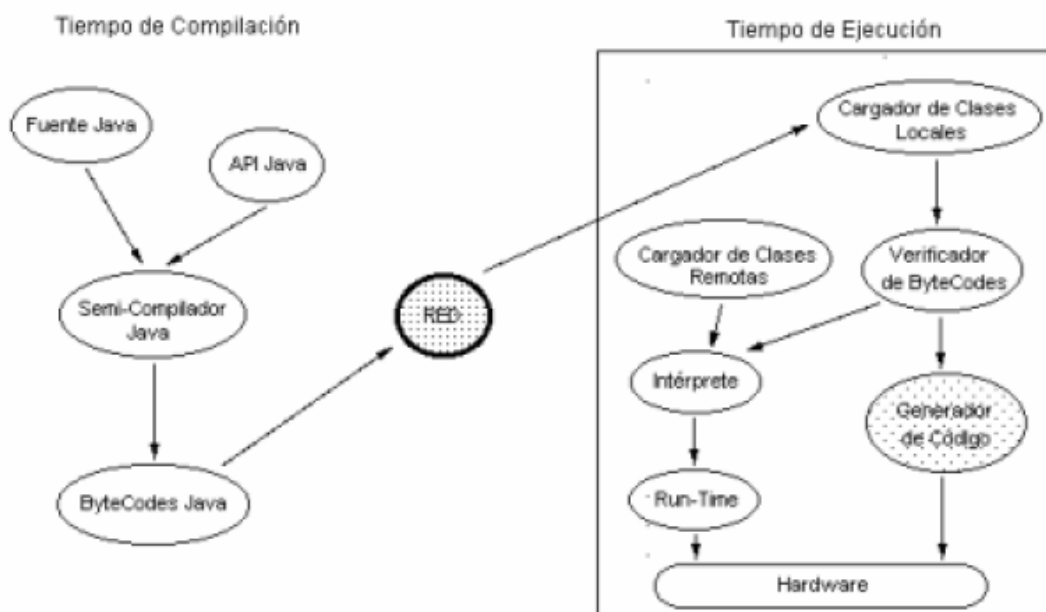 Tiempo de Compilación
Tiempo de Ejecución
Fuente Java
API Java
Semi-Compilador
Java
ByteCodes Java
RED
Cargador de Clases
Locales
Cargador de Clases
Remotas
Verificador
de ByteCodes
Intérprete
Generador
de Código
Run-Time
Hardware